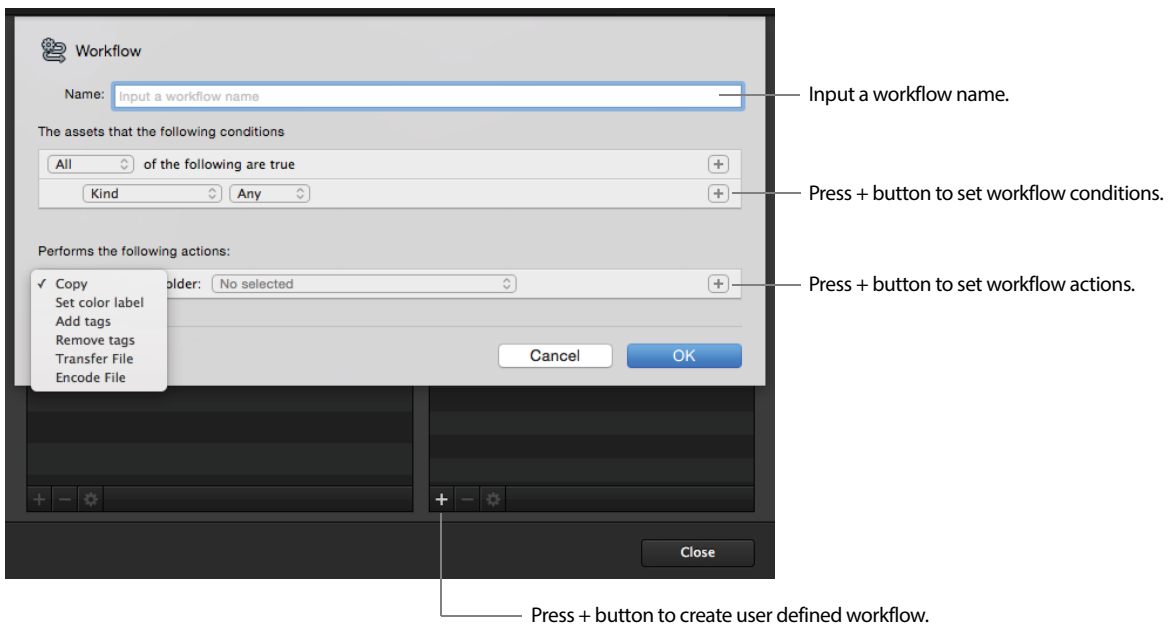 Workflow
Name: Input a workflow name
Input a workflow name.
The assets that the following conditions
All of the following are true
Kind Any
Press + button to set workflow conditions.
Performs the following actions:
✓ Copy older: No selected
Press + button to set workflow actions.
Set color label
Add tags
Remove tags
Transfer File
Encode File
Cancel OK
Close
Press + button to create user defined workflow.